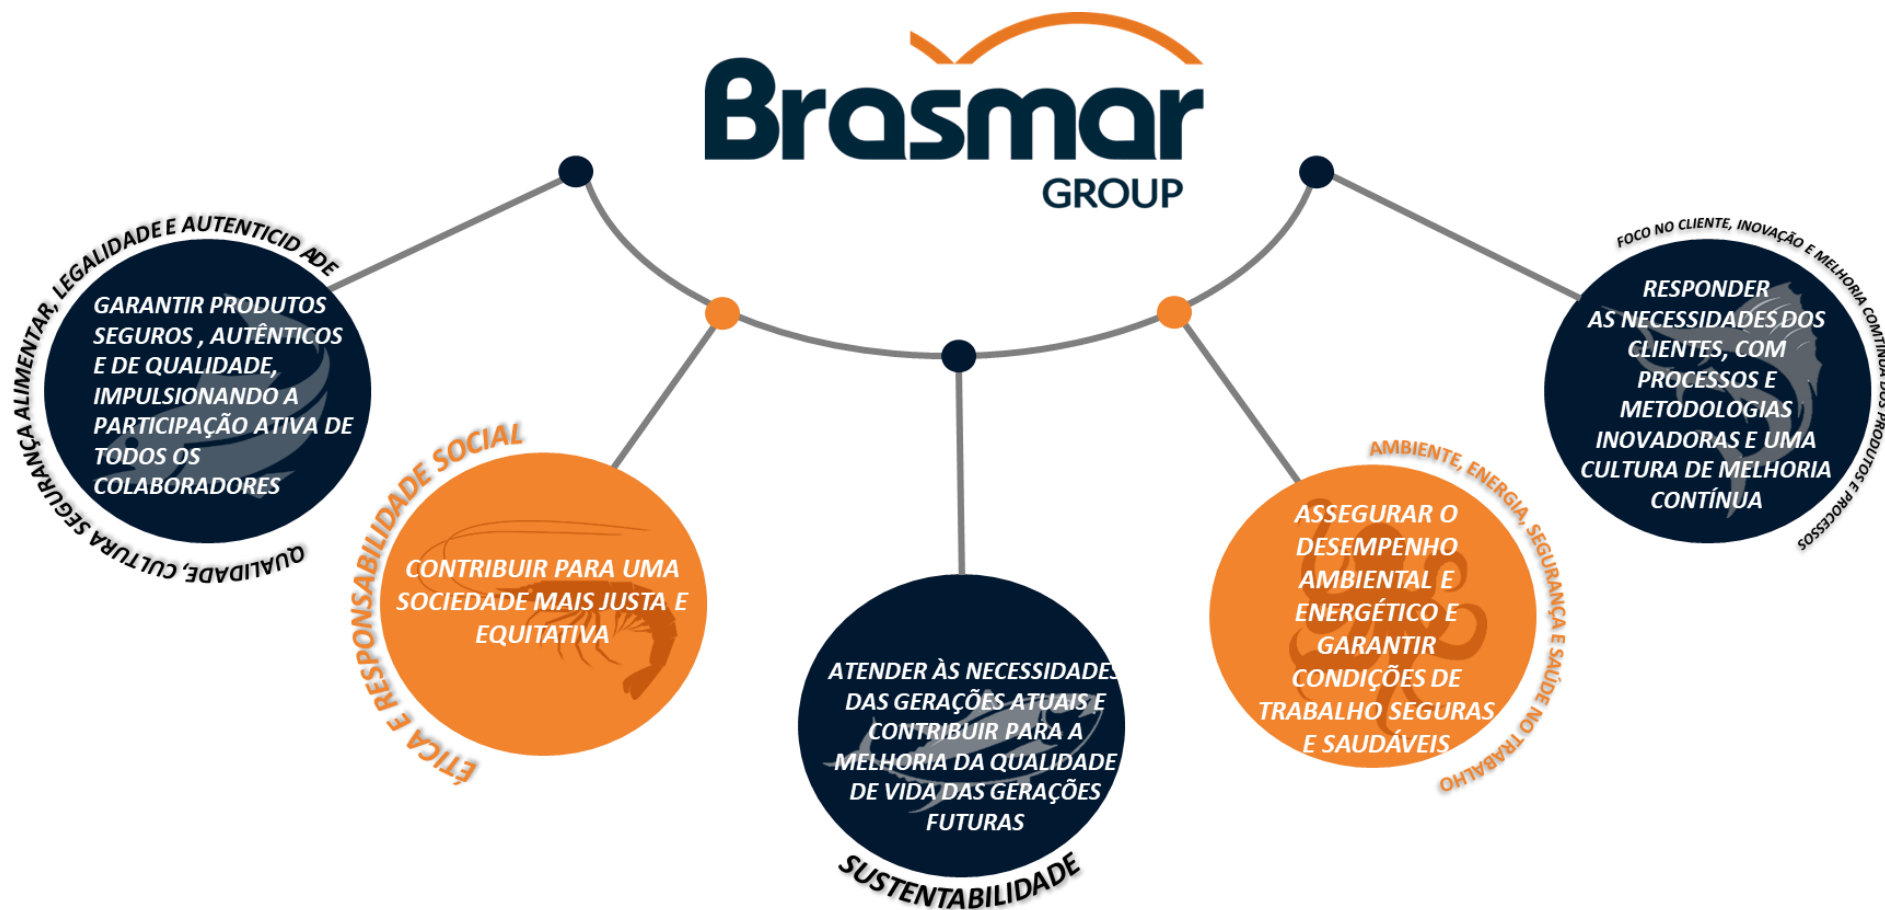 Brasmar
GROUP
QUALIDADE, CULTURA SEGURANÇA ALIMENTAR, LEGALIDADE E AUTENTICID ADE
GARANTIR PRODUTOS
SEGUROS , AUTÊNTICOS
E DE QUALIDADE,
IMPULSIONANDO A
PARTICIPAÇÃO ATIVA DE
TODOS OS
COLABORADORES
ÉTICA E RESPONSABILIDADE SOCIAL
CONTRIBUIR PARA UMA
SOCIEDADE MAIS JUSTA E
EQUITATIVA
ATENDER ÀS NECESSIDADES
DAS GERAÇÕES ATUAIS E
CONTRIBUIR PARA A
MELHORIA DA QUALIDADE
DE VIDA DAS GERAÇÕES
FUTURAS
SUSTENTABILIDADE
AMBIENTE, ENERGIA, SEGURANÇA E SAÚDE NO TRABALHO
ASSEGURAR O
DESEMPENHO
AMBIENTAL E
ENERGÉTICO E
GARANTIR
CONDIÇÕES DE
TRABALHO SEGURAS
E SAUDÁVEIS
FOCO NO CLIENTE, INOVAÇÃO E MELHORIA COMTINUA DOS PRODUTOS E PROCESSOS
RESPONDER
AS NECESSIDADES DOS
CLIENTES, COM
PROCESSOS E
METODOLOGIAS
INOVADORAS E UMA
CULTURA DE MELHORIA
CONTÍNUA